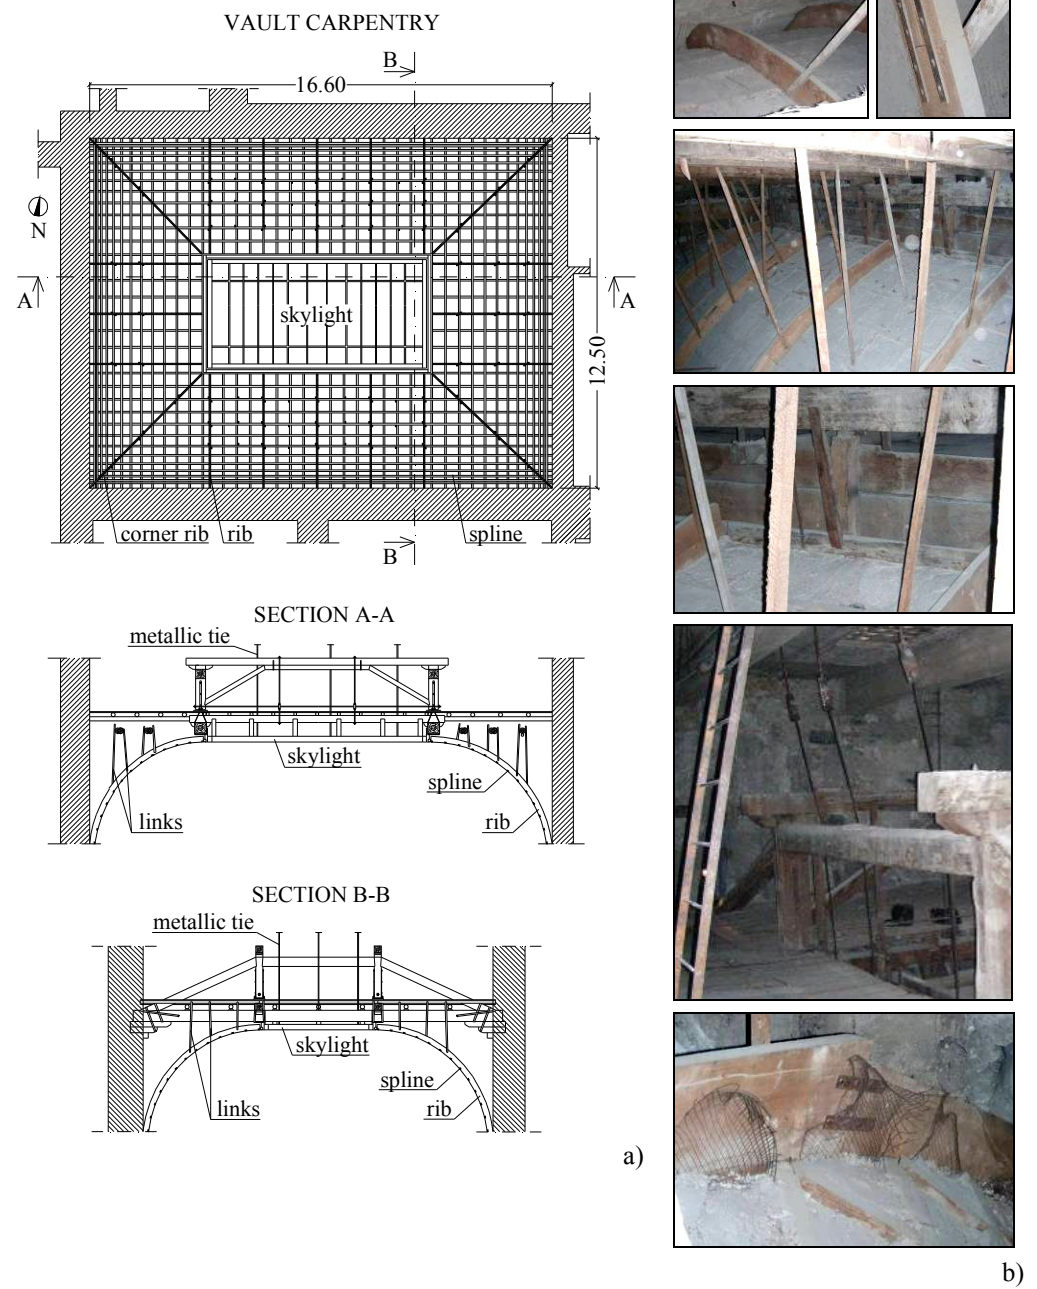 VAULT CARPENTRY
B
16.60
N
A
A
skylight
12.50
corner rib
rib
spline
B
SECTION A-A
metallic tie
skylight
spline
links
rib
SECTION B-B
metallic tie
skylight
spline
links
rib
a)
b)